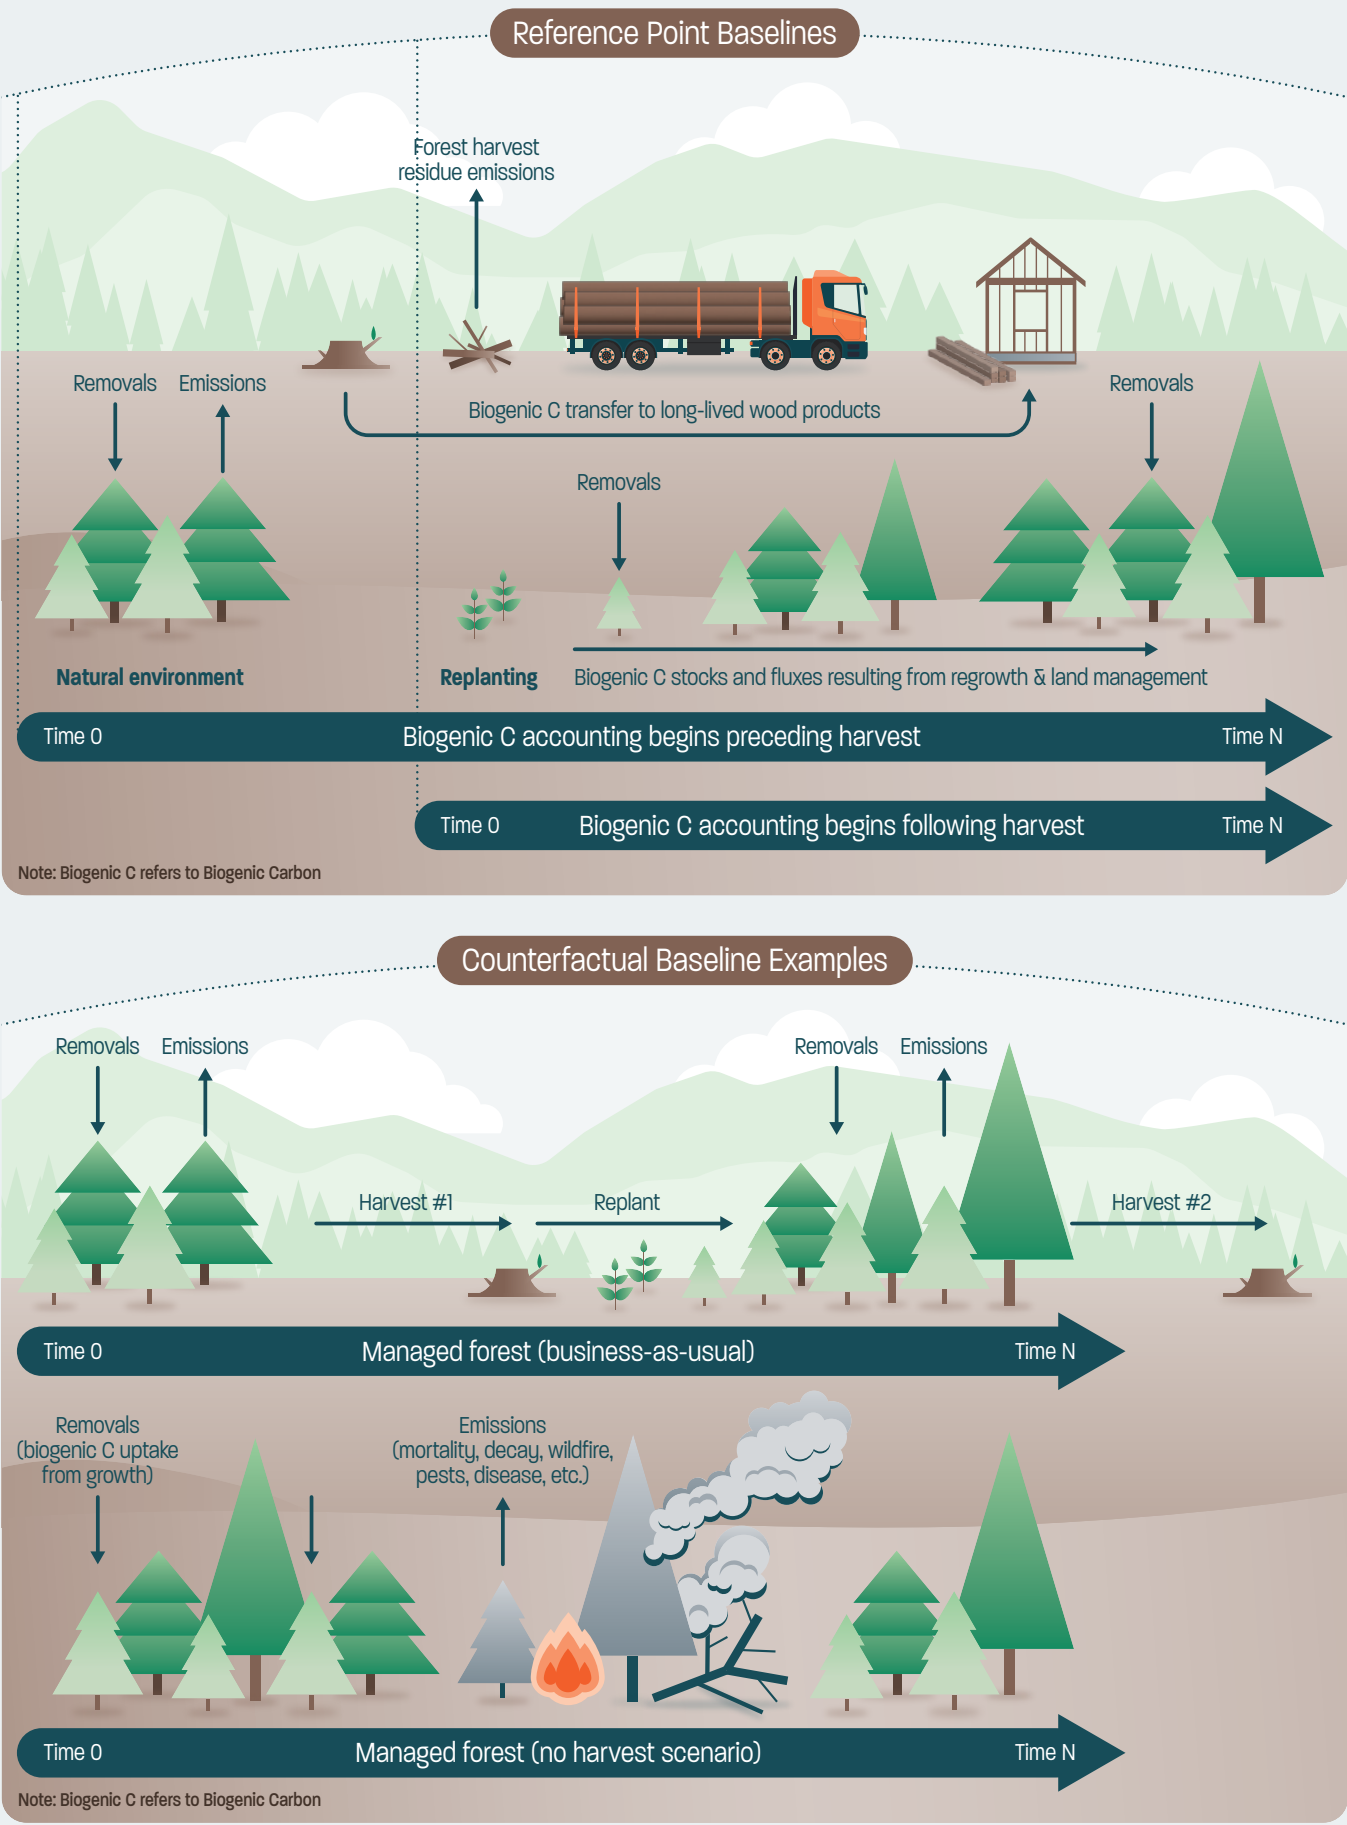 Reference Point Baselines
Forest harvest
residue emissions
Removals
Emissions
Removals
Biogenic C transfer to long-lived wood products
Removals
Natural environment
Replanting
Biogenic C stocks and fluxes resulting from regrowth & land management
Time 0
Biogenic C accounting begins preceding harvest
Time N
Time 0
Biogenic C accounting begins following harvest
Time N
Note: Biogenic C refers to Biogenic Carbon
Counterfactual Baseline Examples
Removals
Emissions
Removals
Emissions
Harvest #1
Replant
Harvest #2
Time 0
Managed forest (business-as-usual)
Time N
Removals
(biogenic C uptake
from growth)
Emissions
(mortality, decay, wildfire,
pests, disease, etc.)
Time 0
Managed forest (no harvest scenario)
Time N
Note: Biogenic C refers to Biogenic Carbon